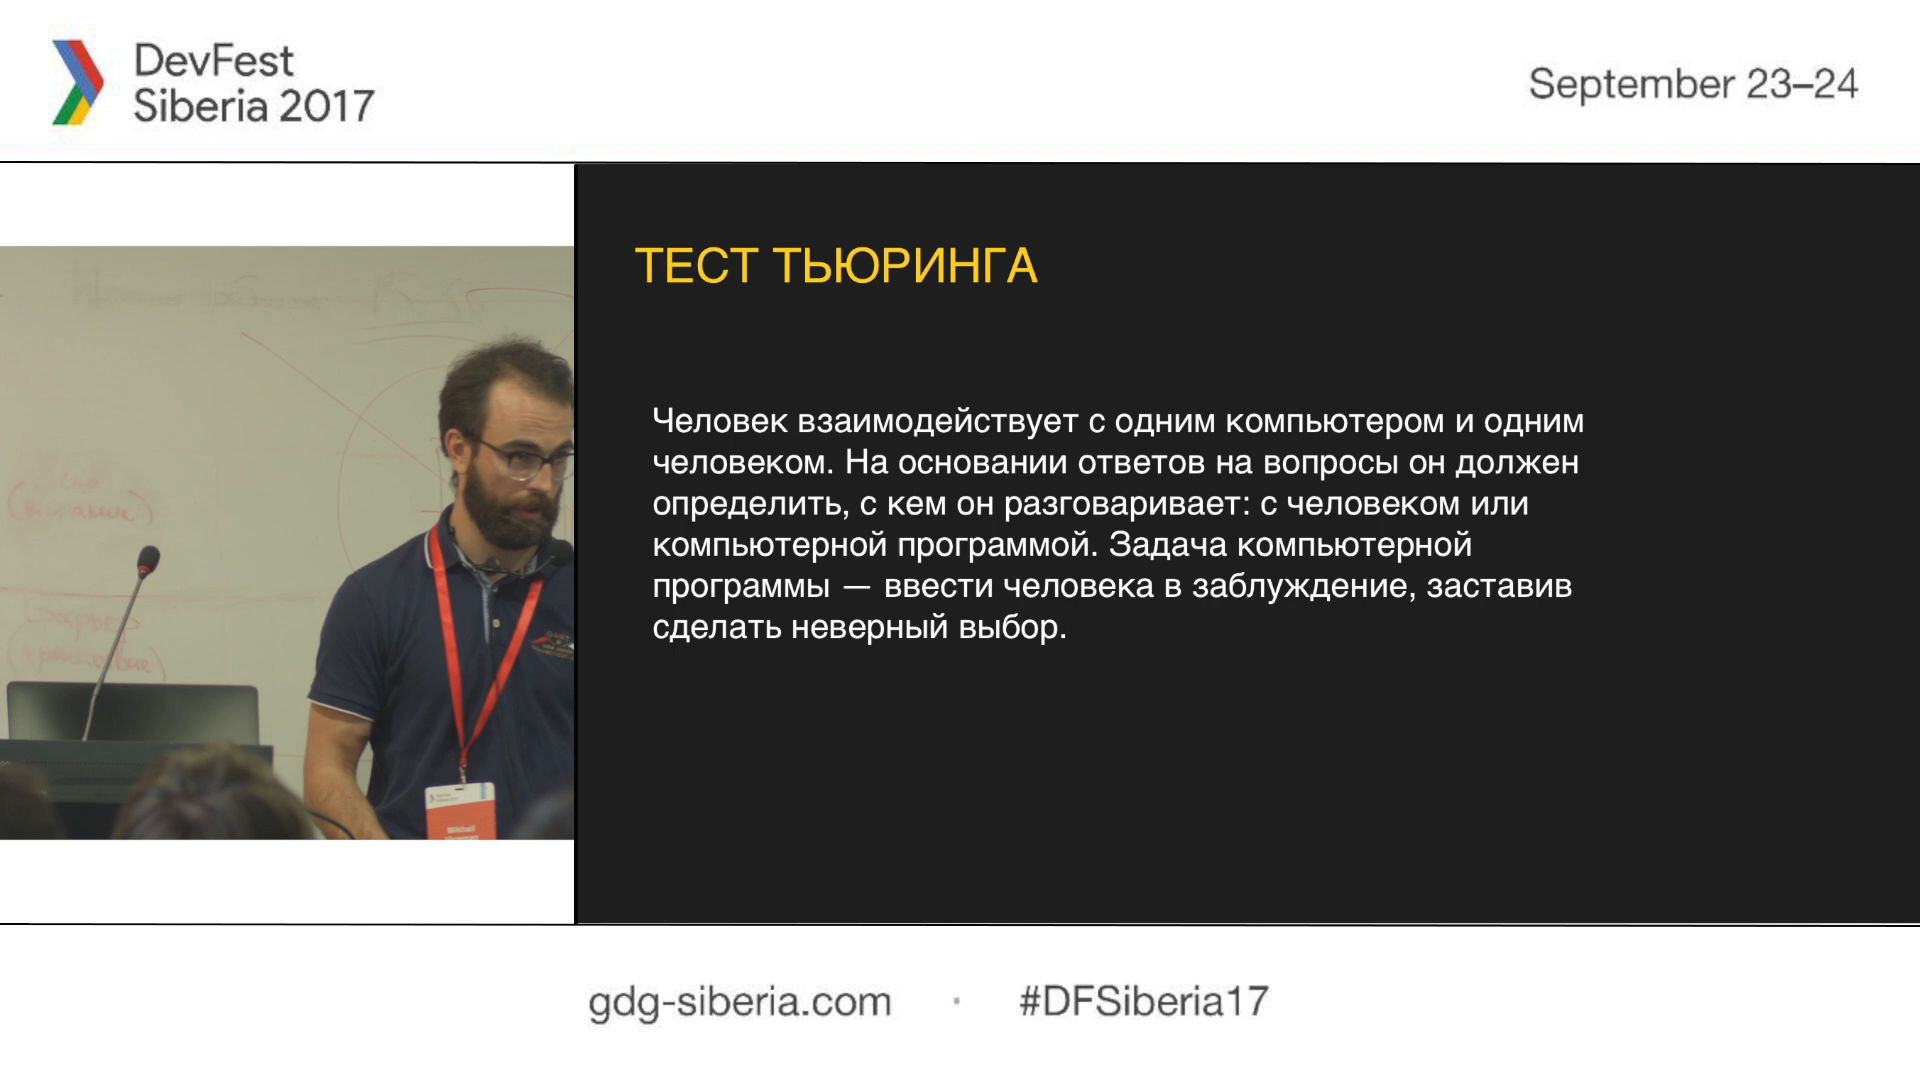 DevFest
Siberia 2017
September 23–24
ТЕСТ ТЬЮРИНГА
Человек взаимодействует с одним компьютером и одним
человеком. На основании ответов на вопросы он должен
определить, с кем он разговаривает: с человеком или
компьютерной программой. Задача компьютерной
программы — ввести человека в заблуждение, заставив
сделать неверный выбор.
Mikhail
gdg-siberia.com · #DFSiberia17